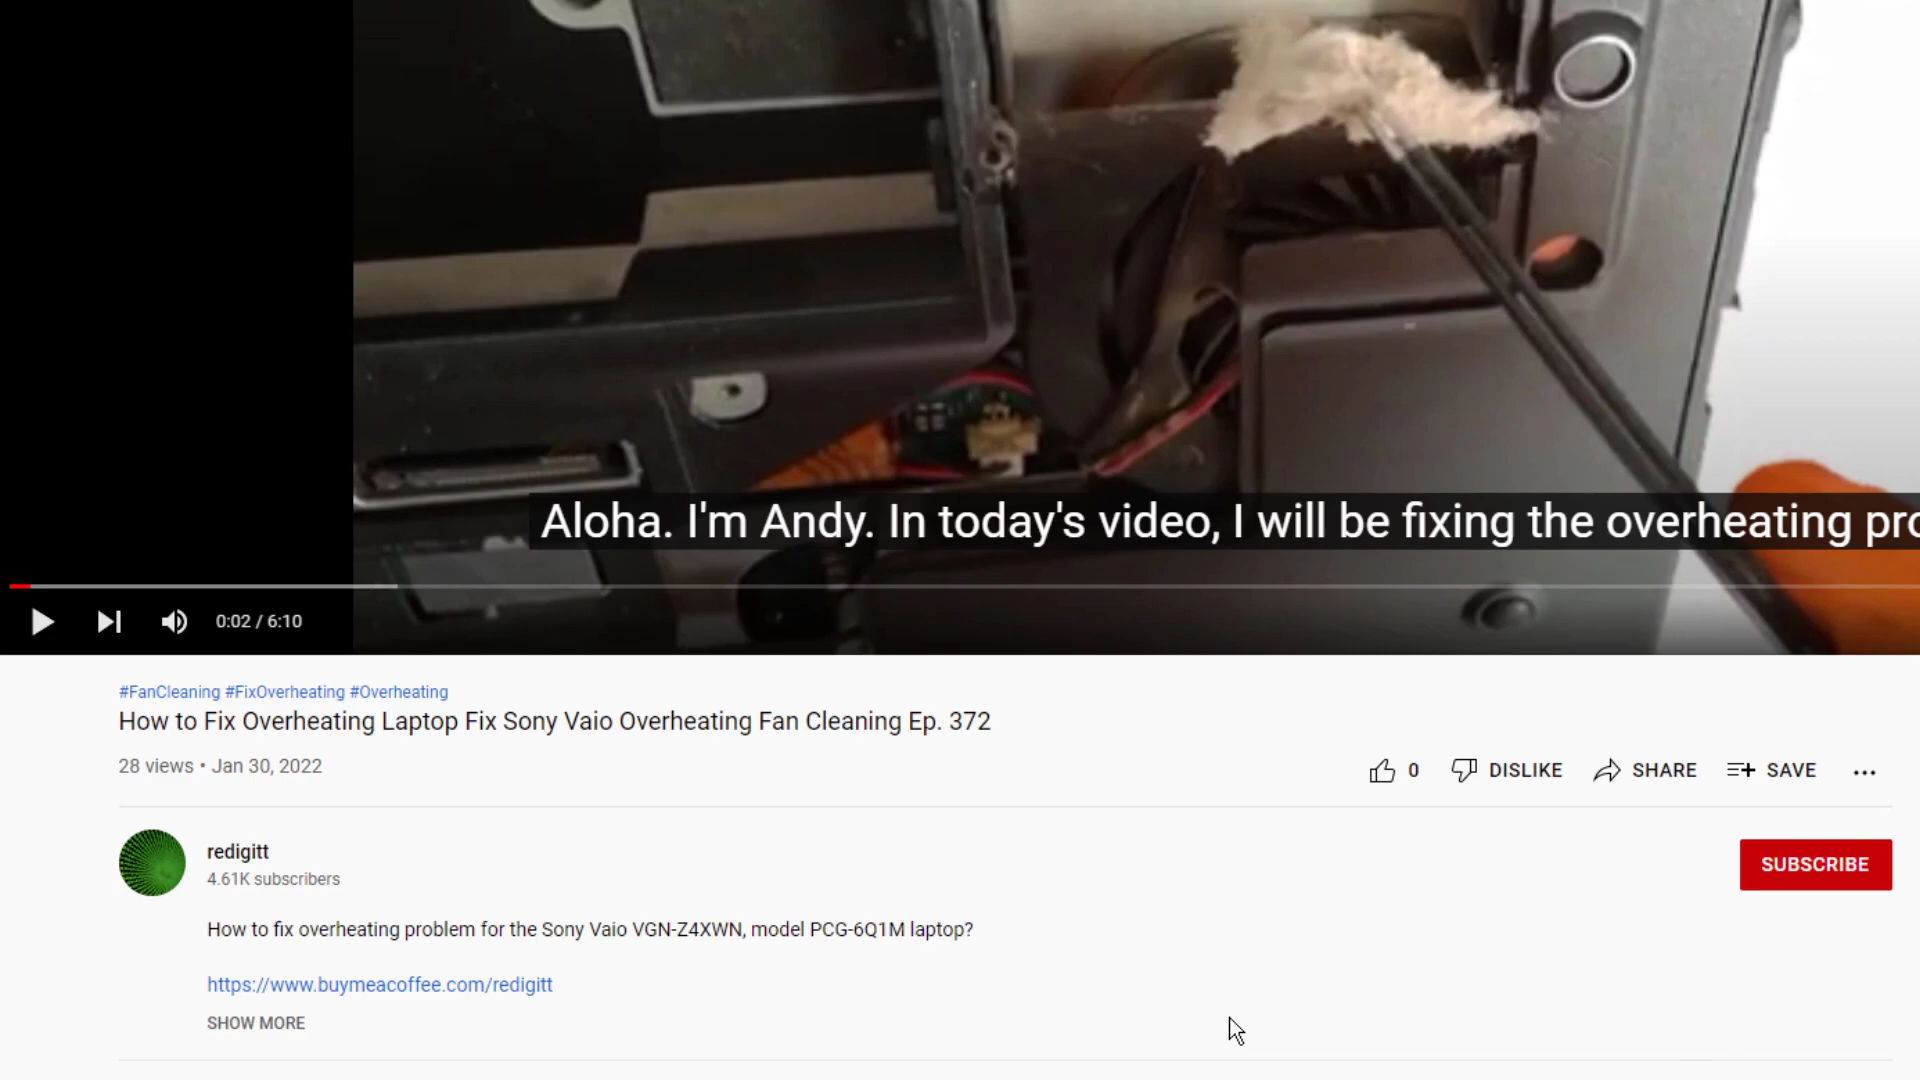 Aloha. I'm Andy. In today's video, I will be fixing the overheating pro
0:02 / 6:10
#FanCleaning #FixOverheating #Overheating
How to Fix Overheating Laptop Fix Sony Vaio Overheating Fan Cleaning Ep. 372
28 views • Jan 30, 2022
0 DISLIKE SHARE SAVE
redigitt
4.61K subscribers
SUBSCRIBE
How to fix overheating problem for the Sony Vaio VGN-Z4XWN, model PCG-6Q1M laptop?
https://www.buymeacoffee.com/redigitt
SHOW MORE